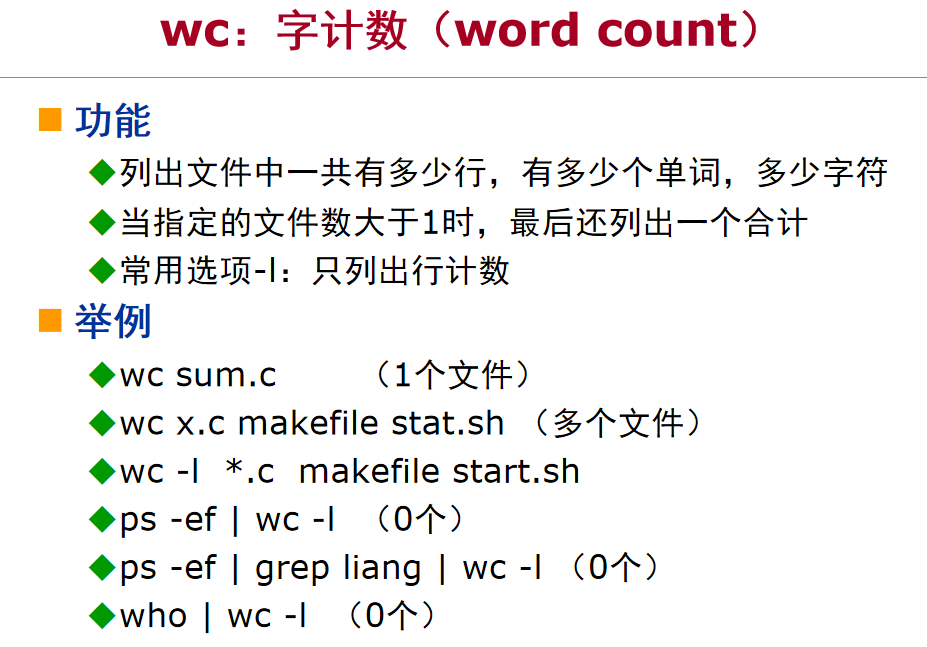 wc：字计数（word count）
功能
列出文件中一共有多少行，有多少个单词，多少字符
当指定的文件数大于1时，最后还列出一个合计
常用选项-l：只列出行计数
举例
wc sum.c （1个文件）
wc x.c makefile stat.sh （多个文件）
wc -l *.c makefile start.sh
ps -ef | wc -l （0个）
ps -ef | grep liang | wc -l （0个）
who | wc -l （0个）